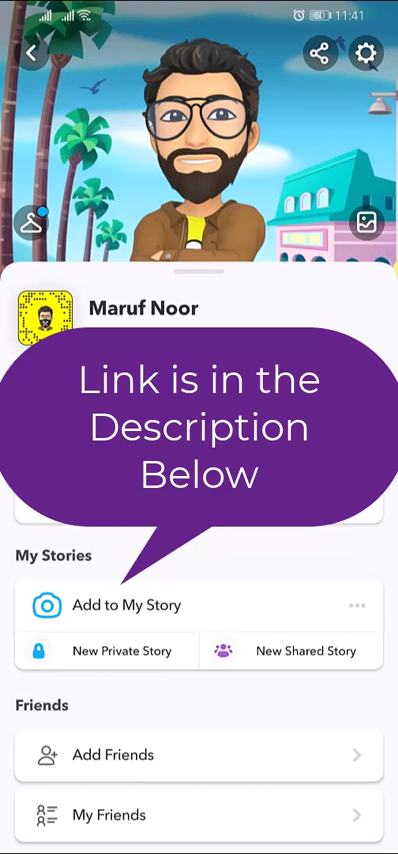 60 11:41
Maruf Noor
Link is in the
Description
Below
My Stories
Add to My Story
New Private Story New Shared Story
Friends
Add Friends
My Friends